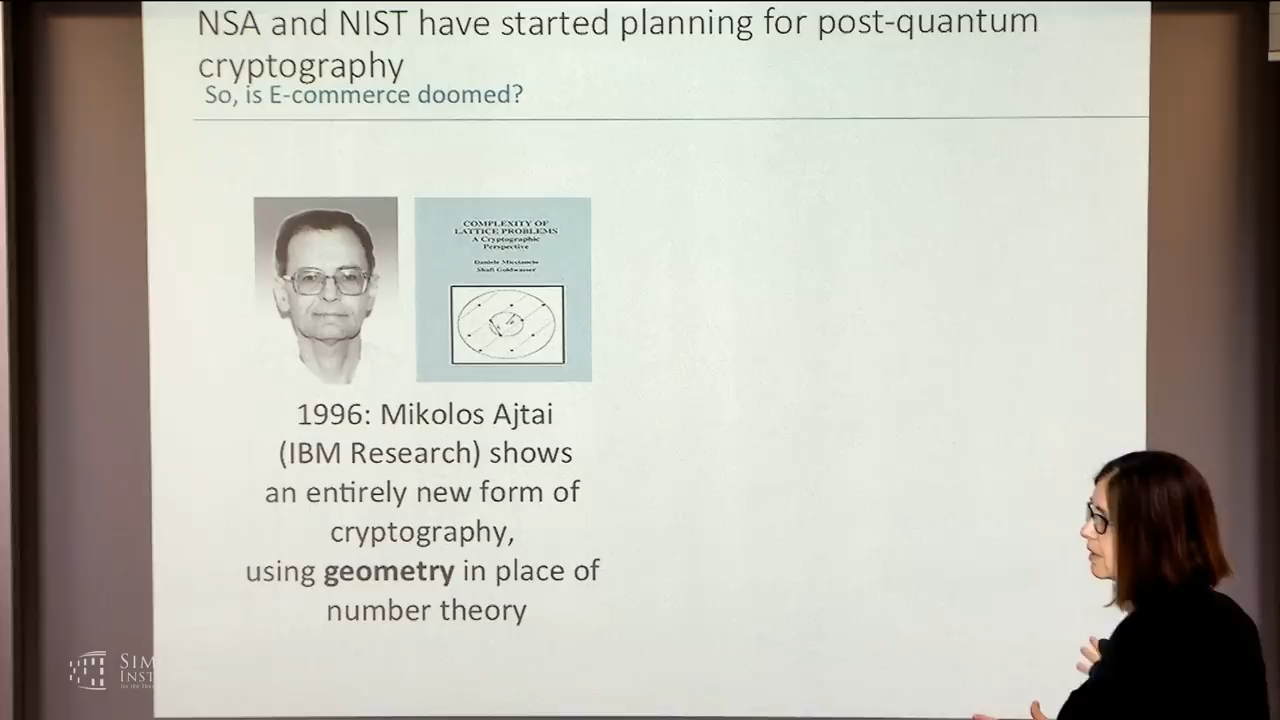 NSA and NIST have started planning for post-quantum
cryptography
So, is E-commerce doomed?
COMPLEXITY OF
LATTICE PROBLEMS
A Cryptographic
Perspective
Daniele Micciancio
Shafi Goldwasser
1996: Mikolos Ajtai
(IBM Research) shows
an entirely new form of
cryptography,
using geometry in place of
number theory
SIM
INST